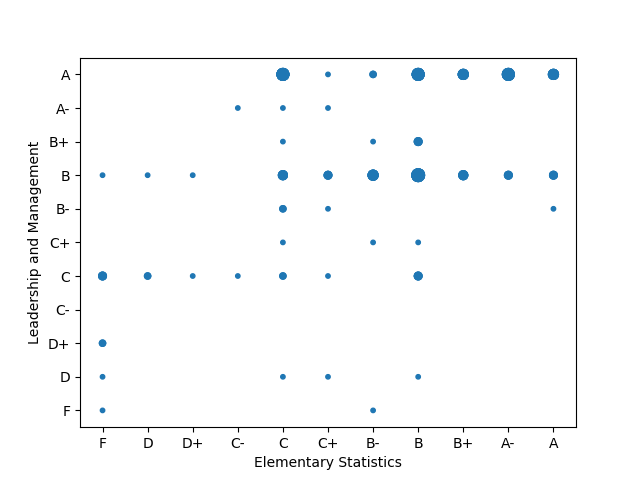 A
A-
B+
B
B-
C+
C
C-
D+
D
F
Leadership and Management
F D D+ C- C C+ B- B B+ A- A
Elementary Statistics